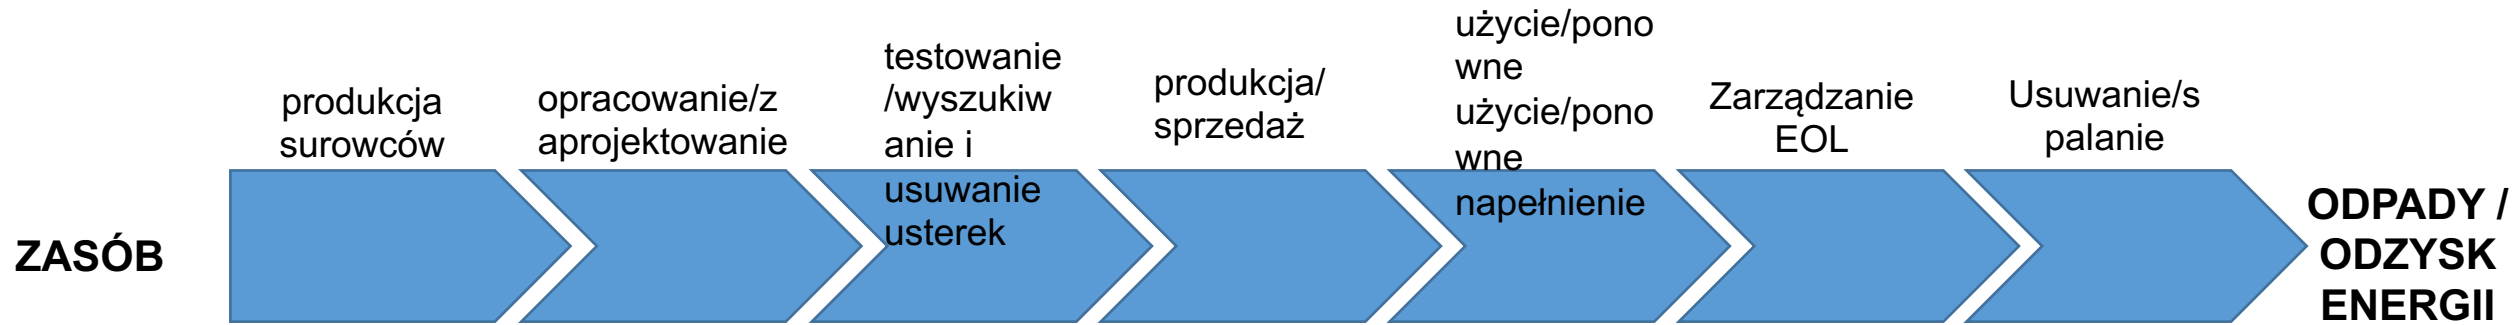 ZASÓB
produkcja
surowców
opracowanie/z
aprojektowanie
testowanie
/wyszukiw
anie i
usuwanie
usterek
produkcja/
sprzedaż
użycie/pono
wne
użycie/pono
wne
napełnienie
Zarządzanie
EOL
Usuwanie/s
palanie
ODPADY /
ODZYSK
ENERGII